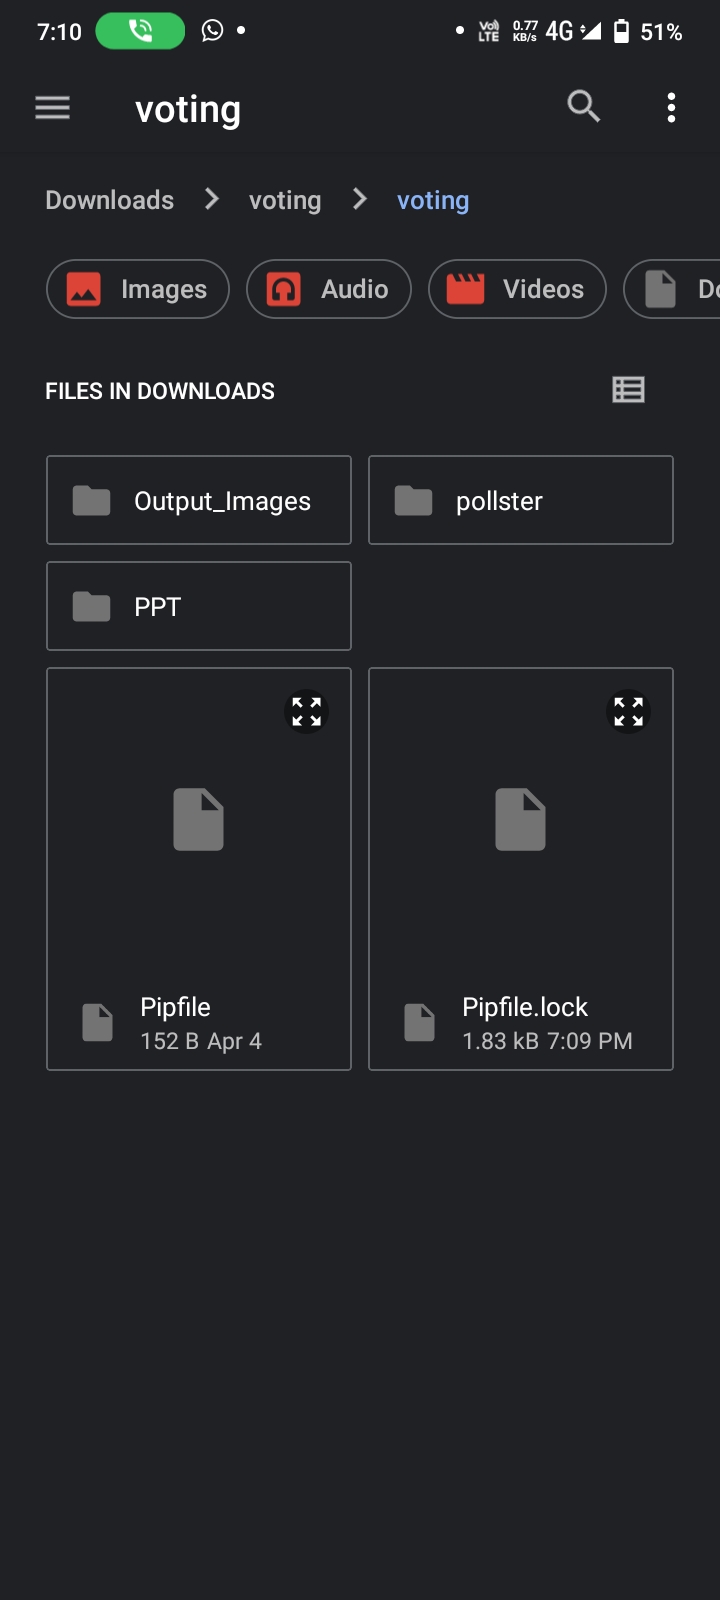 7:10 VoI) LTE 0.77 KB/s 4G 51%
voting
Downloads > voting > voting
Images Audio Videos Do
FILES IN DOWNLOADS
Output_Images pollster
PPT
Pipfile Pipfile.lock
152 B Apr 4 1.83 kB 7:09 PM